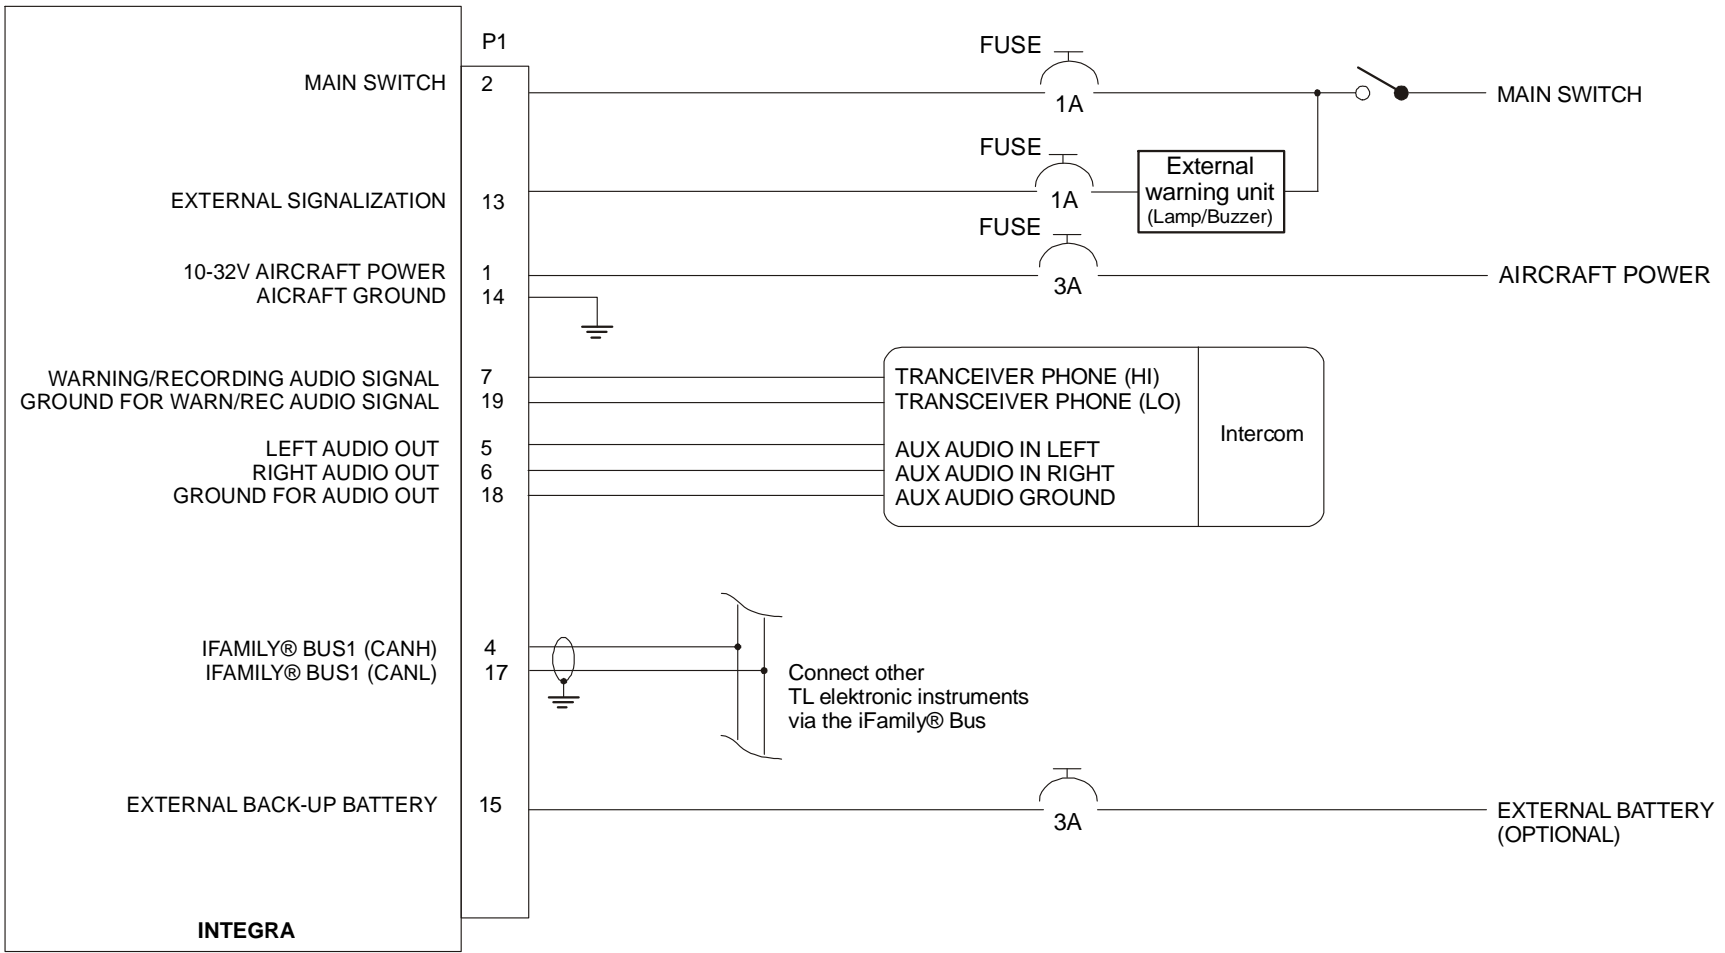 P1
MAIN SWITCH 2 FUSE 1A MAIN SWITCH
EXTERNAL SIGNALIZATION 13 FUSE 1A
External
warning unit
(Lamp/Buzzer)
10-32V AIRCRAFT POWER 1 FUSE 3A AIRCRAFT POWER
AICRAFT GROUND 14
WARNING/RECORDING AUDIO SIGNAL 7 TRANCEIVER PHONE (HI)
GROUND FOR WARN/REC AUDIO SIGNAL 19 TRANSCEIVER PHONE (LO)
Intercom
LEFT AUDIO OUT 5 AUX AUDIO IN LEFT
RIGHT AUDIO OUT 6 AUX AUDIO IN RIGHT
GROUND FOR AUDIO OUT 18 AUX AUDIO GROUND
IFAMILY® BUS1 (CANH) 4
IFAMILY® BUS1 (CANL) 17
Connect other
TL elektronic instruments
via the iFamily® Bus
EXTERNAL BACK-UP BATTERY 15 3A EXTERNAL BATTERY
(OPTIONAL)
INTEGRA